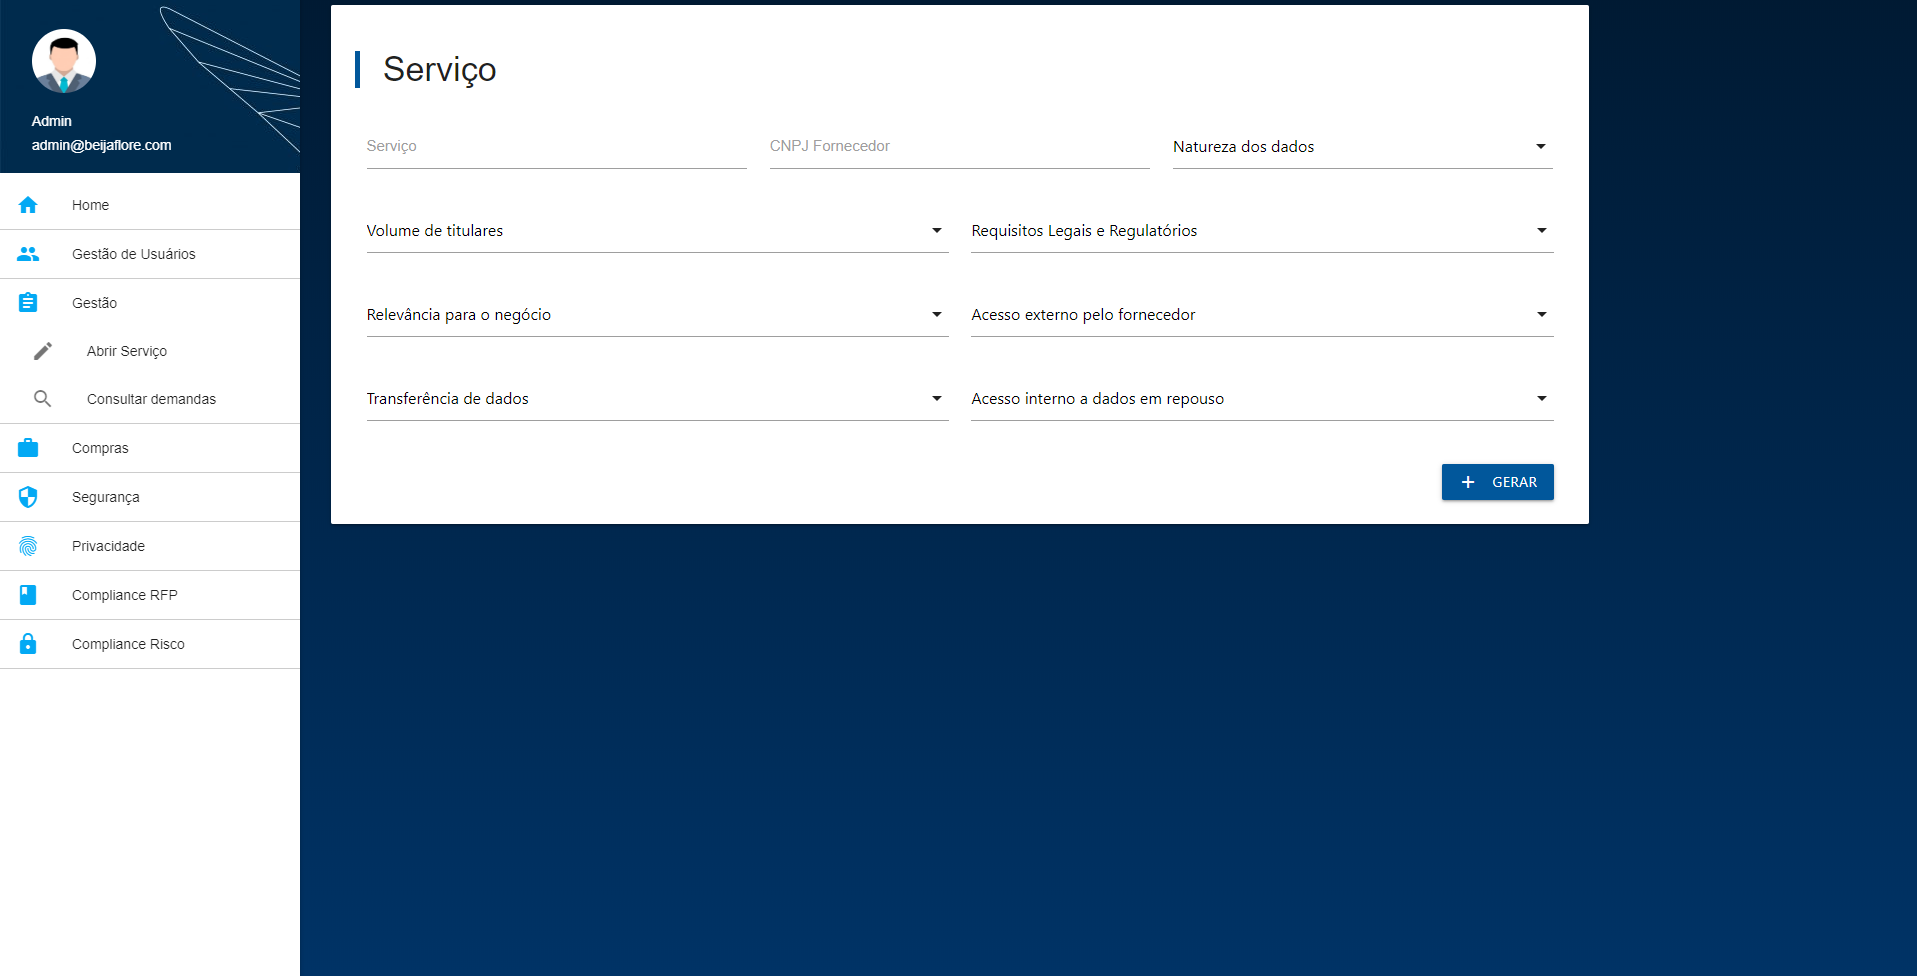 Admin
admin@beijaflore.com
Home
Gestão de Usuários
Gestão
Abrir Serviço
Consultar demandas
Compras
Segurança
Privacidade
Compliance RFP
Compliance Risco
Serviço
Serviço
CNPJ Fornecedor
Natureza dos dados
Volume de titulares
Requisitos Legais e Regulatórios
Relevância para o negócio
Acesso externo pelo fornecedor
Transferência de dados
Acesso interno a dados em repouso
GERAR